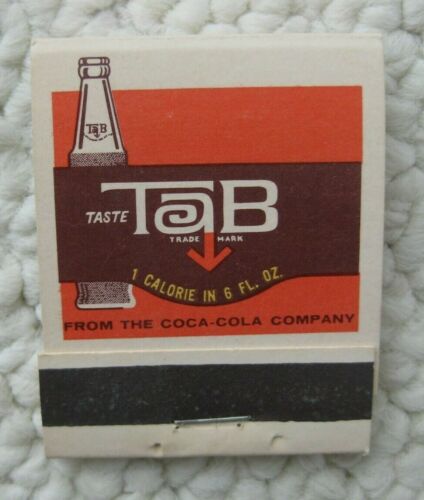 TaB
TASTE TaB
TRADE MARK
1 CALORIE IN 6 FL. OZ.
FROM THE COCA-COLA COMPANY